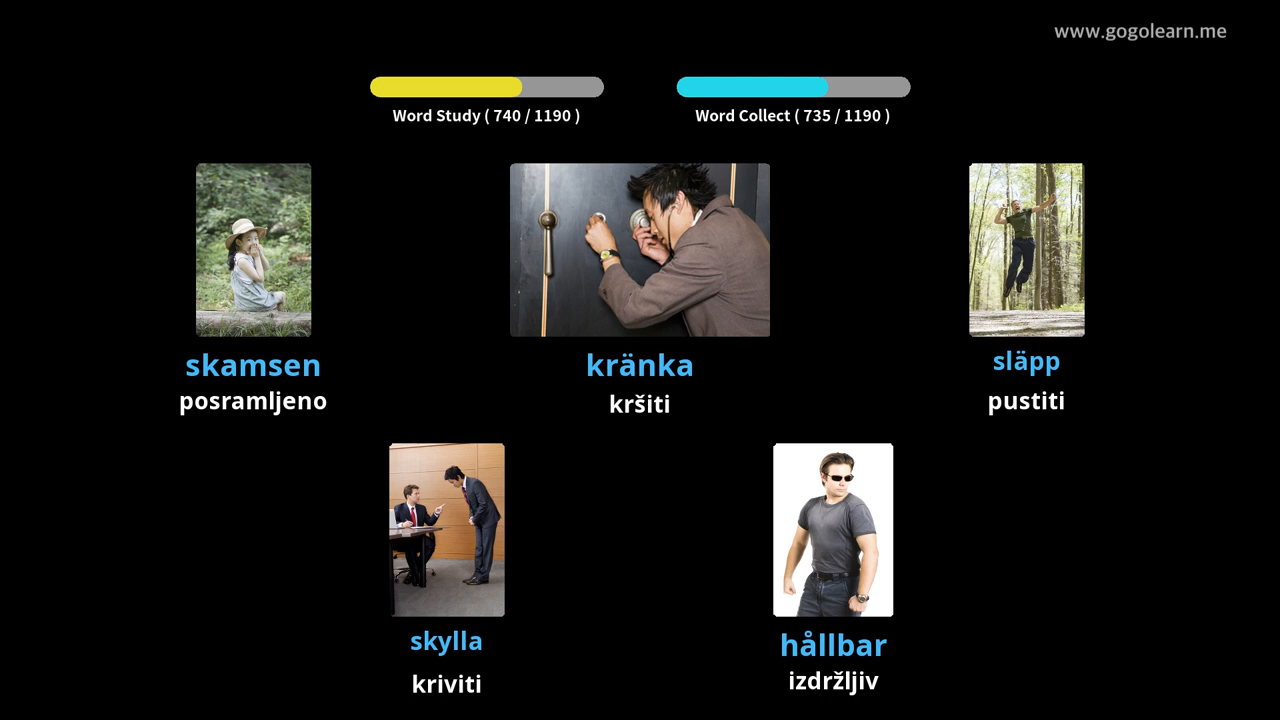 www.gogolearn.me
Word Study ( 740 / 1190 )
Word Collect ( 735 / 1190 )
skamsen
posramljeno
kränka
kršiti
släpp
pustiti
skylla
kriviti
hållbar
izdržljiv